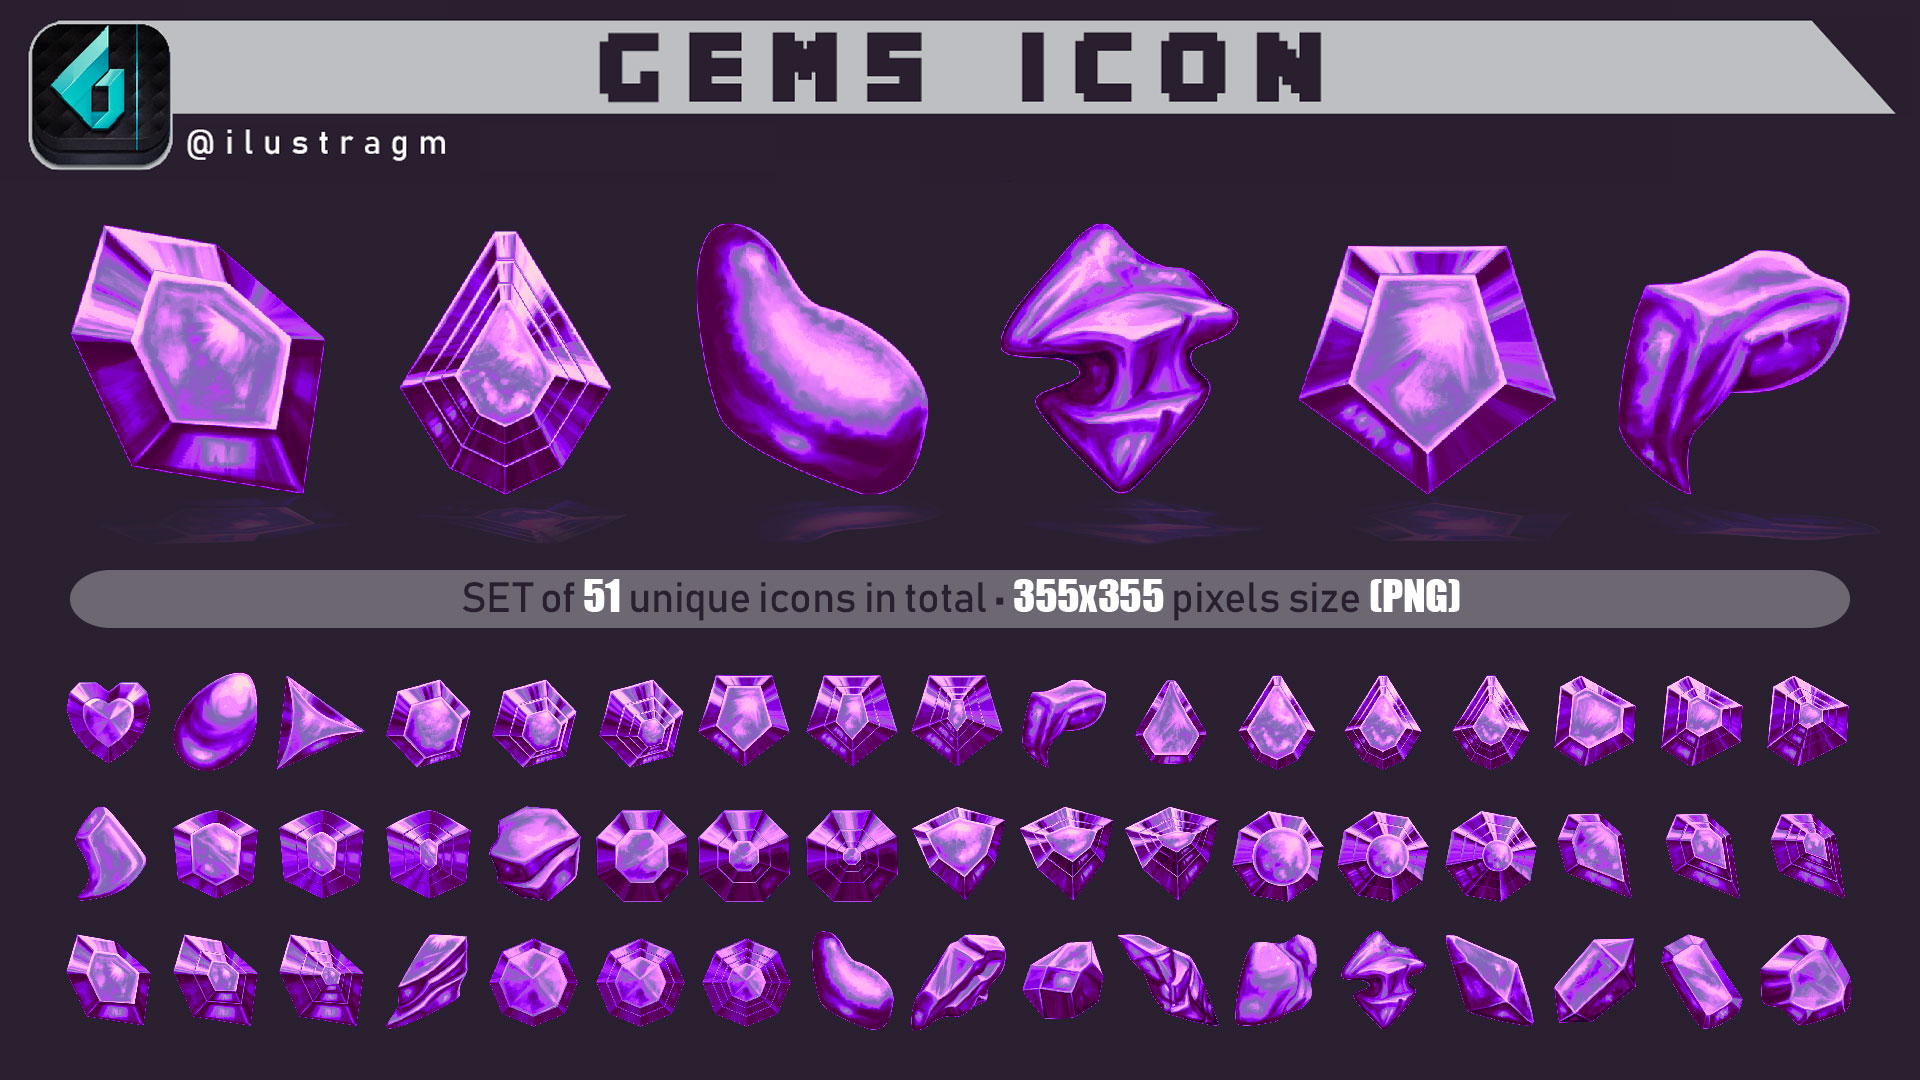 GEMS ICON
@ilustragm
SET of 51 unique icons in total · 355x355 pixels size (PNG)